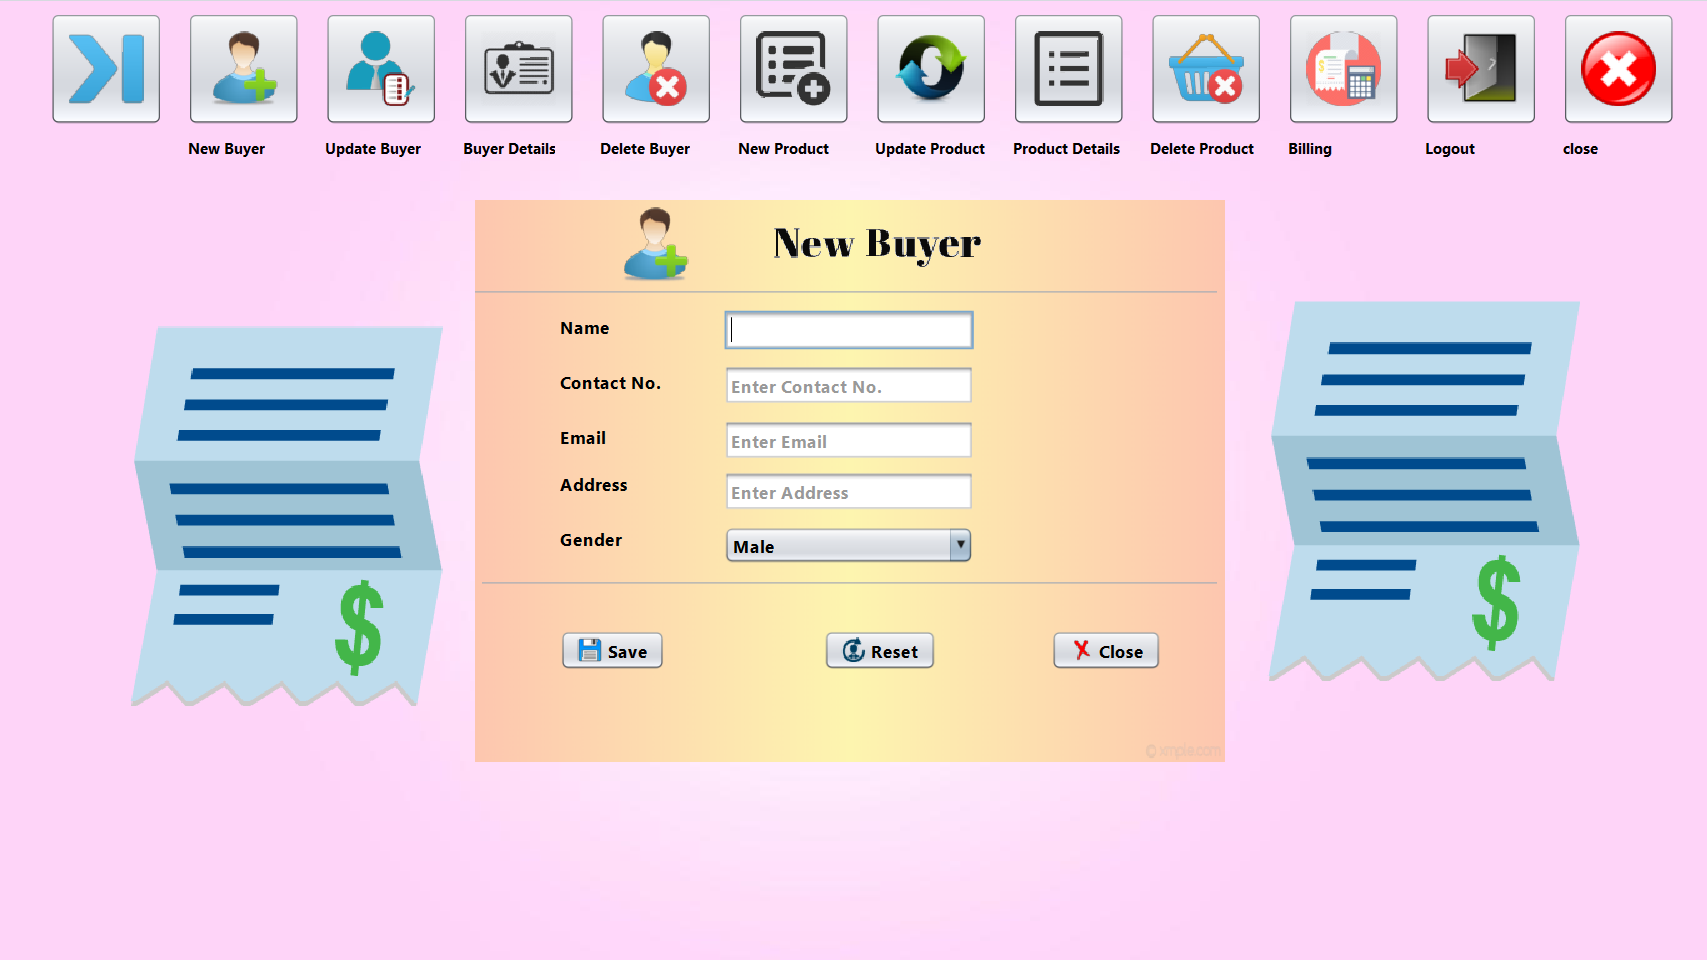 New Buyer
Update Buyer
Buyer Details
Delete Buyer
New Product
Update Product
Product Details
Delete Product
Billing
Logout
close
New Buyer
Name
Contact No.
Enter Contact No.
Email
Enter Email
Address
Enter Address
Gender
Male
Save
Reset
Close